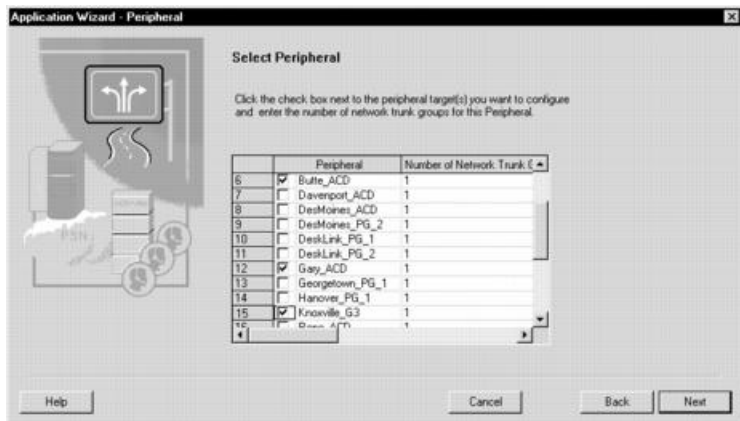 Application Wizard - Peripheral
Select Peripheral
Click the check box next to the peripheral target(s) you want to configure
and enter the number of network trunk groups for this Peripheral.
Peripheral Number of Network Trunk G
6 Butte_ACD 1
7 Davenport_ACD 1
8 DesMoines_ACD 1
9 DesMoines_PG_2 1
10 DeskLink_PG_1 1
11 DeskLink_PG_2 1
12 Gary_ACD 1
13 Georgetown_PG_1 1
14 Hanover_PG_1 1
15 Knoxville_G3 1
16 1
Help Cancel Back Next